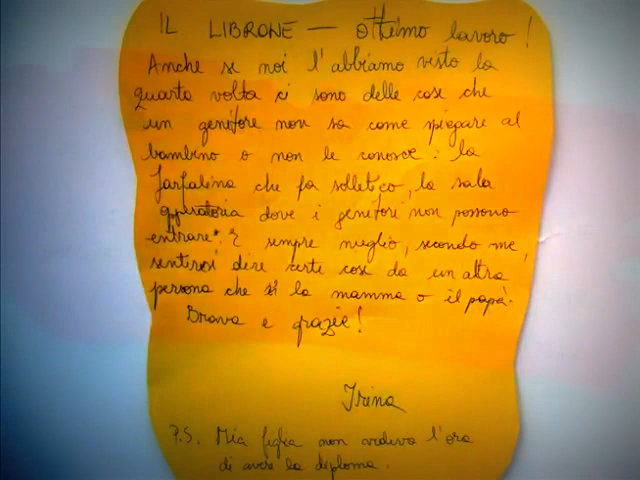 IL LIBRONE — ottimo lavoro!
Anche se noi l'abbiamo visto la
quarta volta ci sono delle cose che
un genitore non sa come spiegare al
bambino o non le conosce: la
farfalina che fa solletico, la sala
operatoria dove i genitori non possono
entrare. È sempre meglio, secondo me,
sentirsi dire certe cose da un'altra
persona che la mamma o il papà.
Brava e grazie!
Irina
P.S. Mia figlia non vedeva l'ora
di avere la diploma.